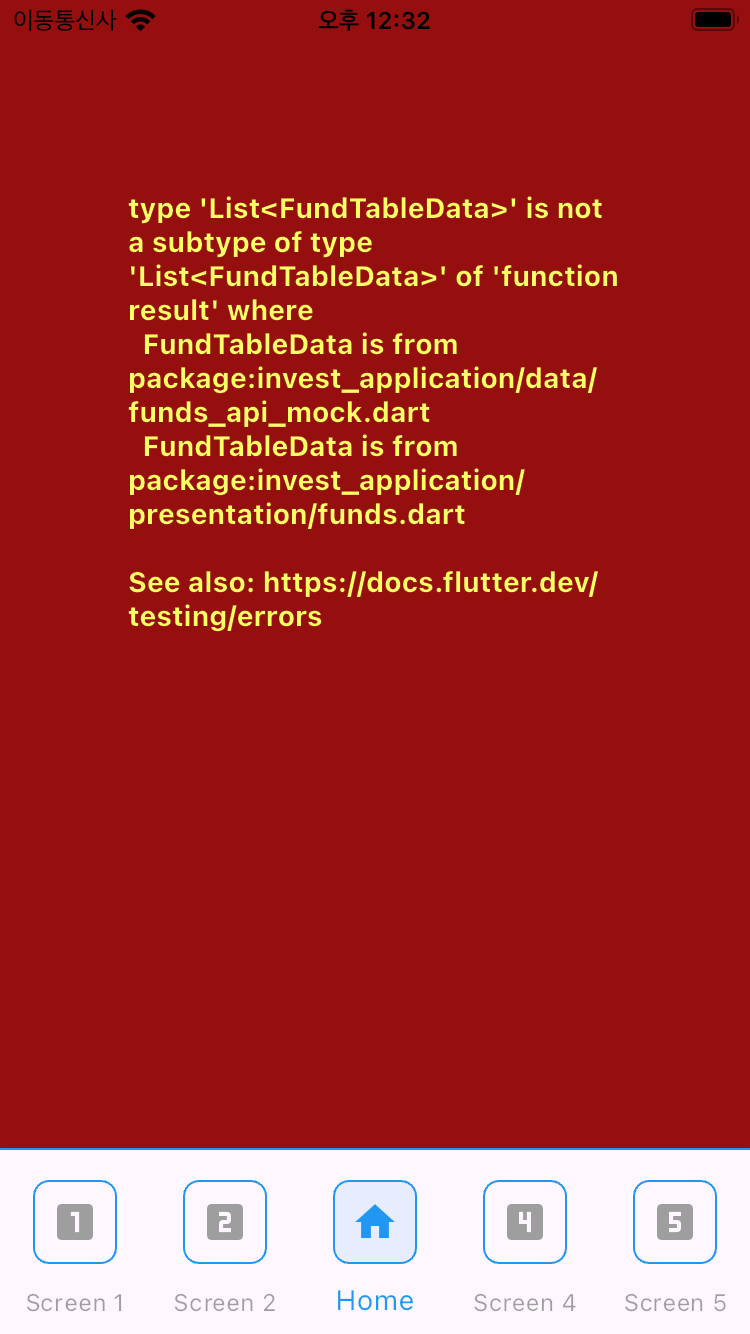 이동통신사 오후 12:32
type 'List<FundTableData>' is not
a subtype of type
'List<FundTableData>' of 'function
result' where
  FundTableData is from
package:invest_application/data/
funds_api_mock.dart
  FundTableData is from
package:invest_application/
presentation/funds.dart

See also: https://docs.flutter.dev/
testing/errors
1 2 4 5
Screen 1 Screen 2 Home Screen 4 Screen 5